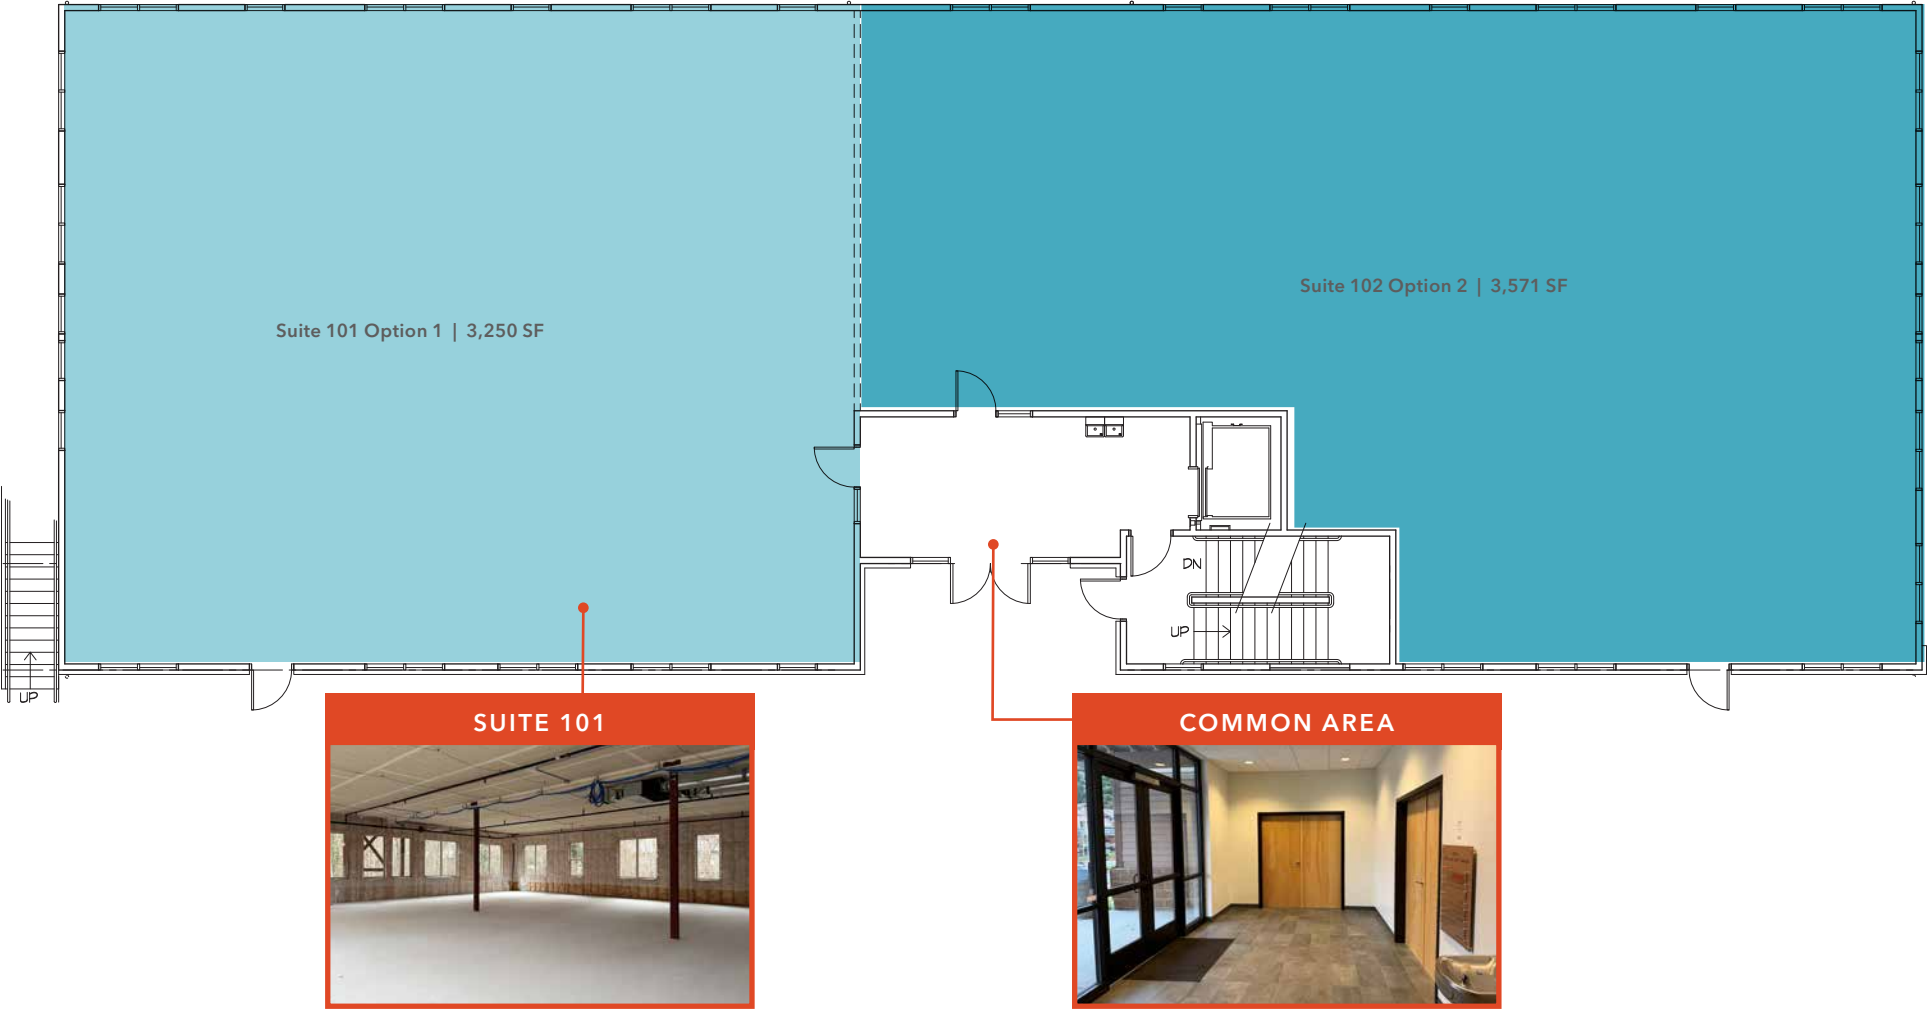 Suite 102 Option 2 | 3,571 SF
Suite 101 Option 1 | 3,250 SF
DN
UP
UP
SUITE 101
COMMON AREA